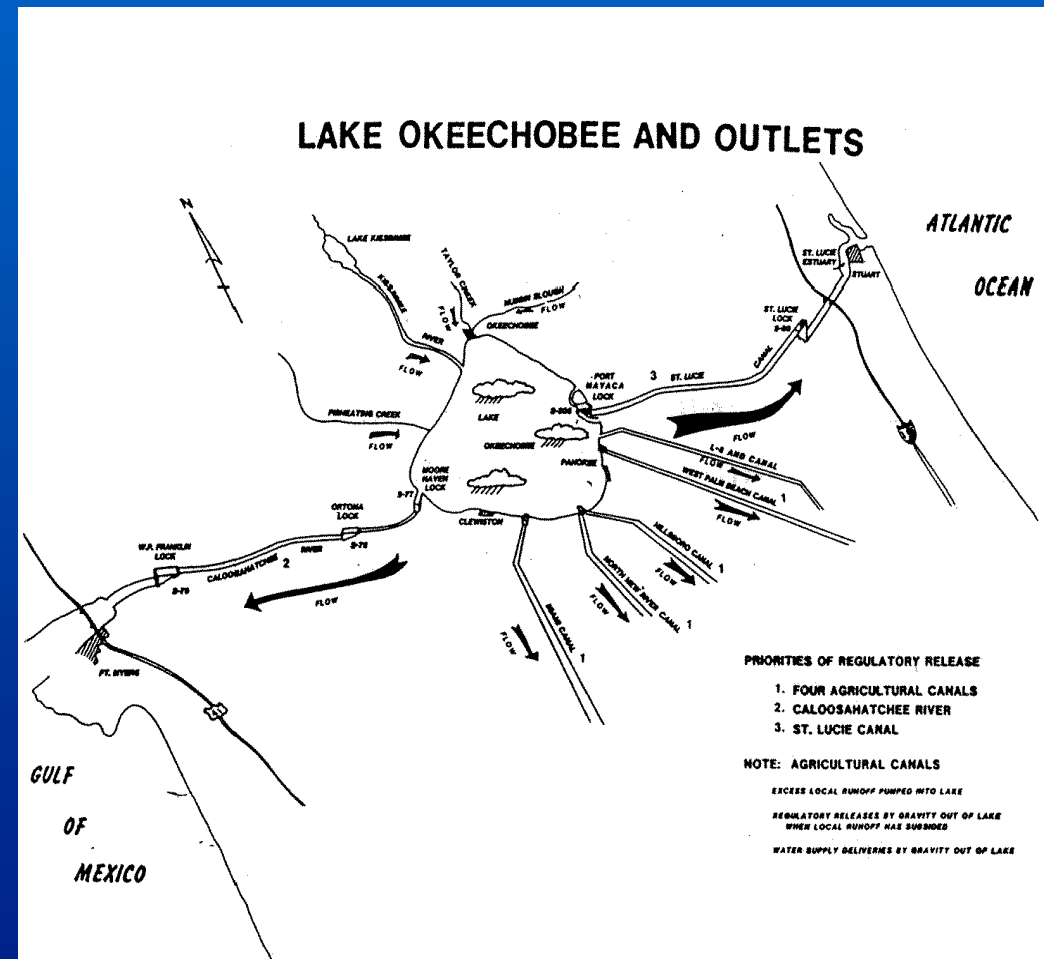 LAKE OKEECHOBEE AND OUTLETS
ATLANTIC
OCEAN
N
LAKE KISSIMMEE
KISSIMMEE
RIVER
FLOW
TAYLOR CREEK
FLOW
NUBBIN SLOUGH
FLOW
OKEECHOBEE
ST. LUCIE
ESTUARY
STUART
ST. LUCIE
LOCK
S-80
CANAL
ST. LUCIE
3
PORT
MAYACA
LOCK
S-308
FLOW
FISHEATING CREEK
FLOW
LAKE
OKEECHOBEE
PAHOKEE
L-8 AND CANAL
FLOW
WEST PALM BEACH CANAL
1
FLOW
MOORE
HAVEN
LOCK
S-77
ORTONA
LOCK
S-78
CLEWISTON
W.P. FRANKLIN
LOCK
S-79
CALOOSAHATCHEE
2
RIVER
FLOW
HILLSBORO CANAL
1
FLOW
NORTH NEW RIVER CANAL
1
FLOW
MIAMI CANAL
1
FLOW
FT. MYERS
41
GULF
OF
MEXICO
PRIORITIES OF REGULATORY RELEASE
1. FOUR AGRICULTURAL CANALS
2. CALOOSAHATCHEE RIVER
3. ST. LUCIE CANAL
NOTE: AGRICULTURAL CANALS
EXCESS LOCAL RUNOFF PUMPED INTO LAKE
REGULATORY RELEASES BY GRAVITY OUT OF LAKE
WHEN LOCAL RUNOFF HAS SUBSIDED
WATER SUPPLY DELIVERIES BY GRAVITY OUT OF LAKE